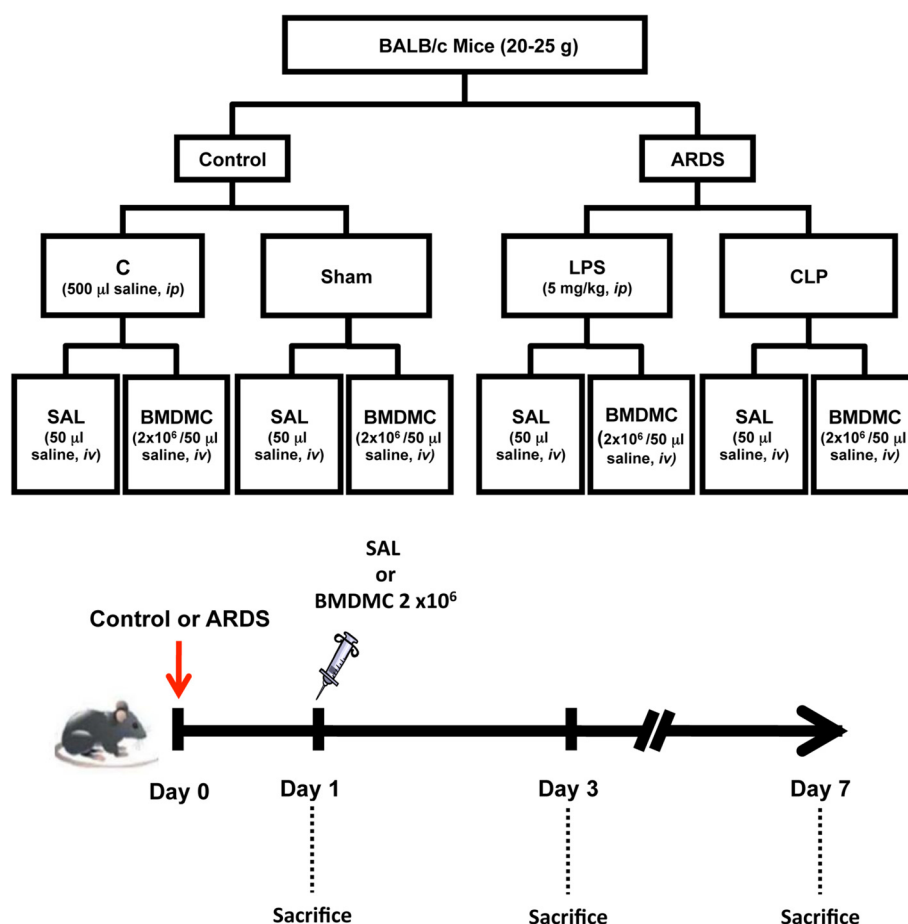 BALB/c Mice (20-25 g)
Control
ARDS
C
(500 μl saline, ip)
Sham
LPS
(5 mg/kg, ip)
CLP
SAL
(50 μl
saline, iv)
BMDMC
(2x10⁶/50 μl
saline, iv)
SAL
(50 μl
saline, iv)
BMDMC
(2x10⁶/50 μl
saline, iv)
SAL
(50 μl
saline, iv)
BMDMC
(2x10⁶/50 μl
saline, iv)
SAL
(50 μl
saline, iv)
BMDMC
(2x10⁶/50 μl
saline, iv)
SAL
or
BMDMC 2 x10⁶
Control or ARDS
Day 0
Day 1
Day 3
Day 7
Sacrifice
Sacrifice
Sacrifice